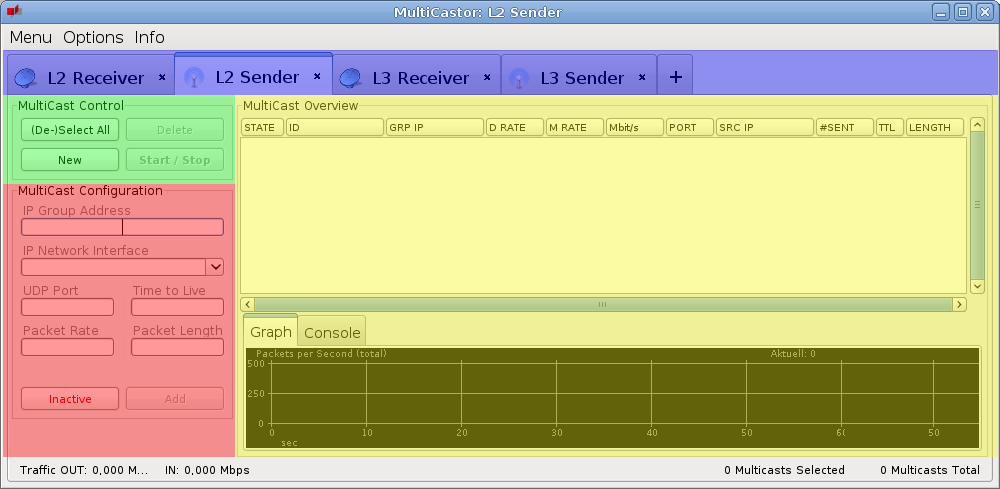 MultiCastor: L2 Sender
Menu Options Info
L2 Receiver × L2 Sender × L3 Receiver × L3 Sender × +
MultiCast Control
(De-)Select All Delete
New Start / Stop
MultiCast Configuration
IP Group Address
IP Network Interface
UDP Port Time to Live
Packet Rate Packet Length
Inactive Add
MultiCast Overview
STATE ID GRP IP D RATE M RATE Mbit/s PORT SRC IP #SENT TTL LENGTH
Graph Console
Packets per Second (total) Aktuell: 0
500
250
0
0 10 20 30 40 50 60 50
sec
Traffic OUT: 0,000 M... IN: 0,000 Mbps 0 Multicasts Selected 0 Multicasts Total